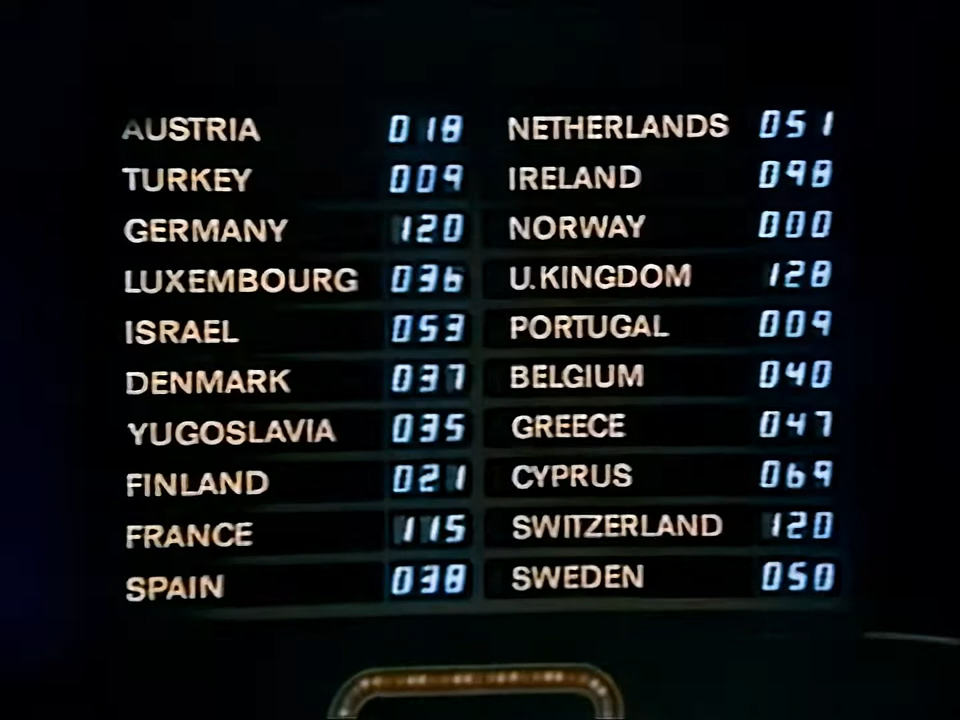 AUSTRIA 018
TURKEY 009
GERMANY 120
LUXEMBOURG 036
ISRAEL 053
DENMARK 037
YUGOSLAVIA 035
FINLAND 021
FRANCE 115
SPAIN 038
NETHERLANDS 051
IRELAND 098
NORWAY 000
U.KINGDOM 128
PORTUGAL 009
BELGIUM 040
GREECE 047
CYPRUS 069
SWITZERLAND 120
SWEDEN 050